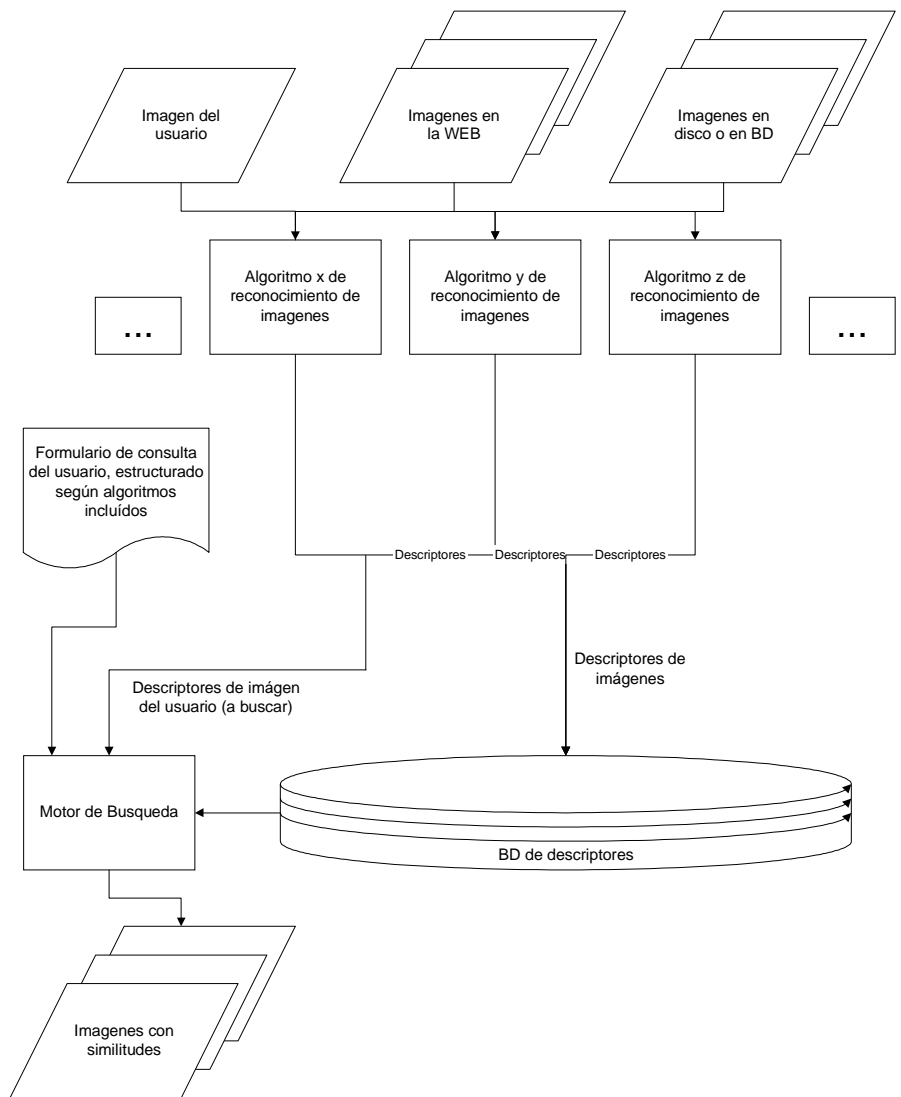 Imagen del
usuario
Imagenes en
la WEB
Imagenes en
disco o en BD
...
Algoritmo x de
reconocimiento de
imagenes
Algoritmo y de
reconocimiento de
imagenes
Algoritmo z de
reconocimiento de
imagenes
...
Formulario de consulta
del usuario, estructurado
según algoritmos
incluídos
Descriptores
Descriptores
Descriptores
Descriptores de
imágenes
Descriptores de imágen
del usuario (a buscar)
Motor de Busqueda
BD de descriptores
Imagenes con
similitudes